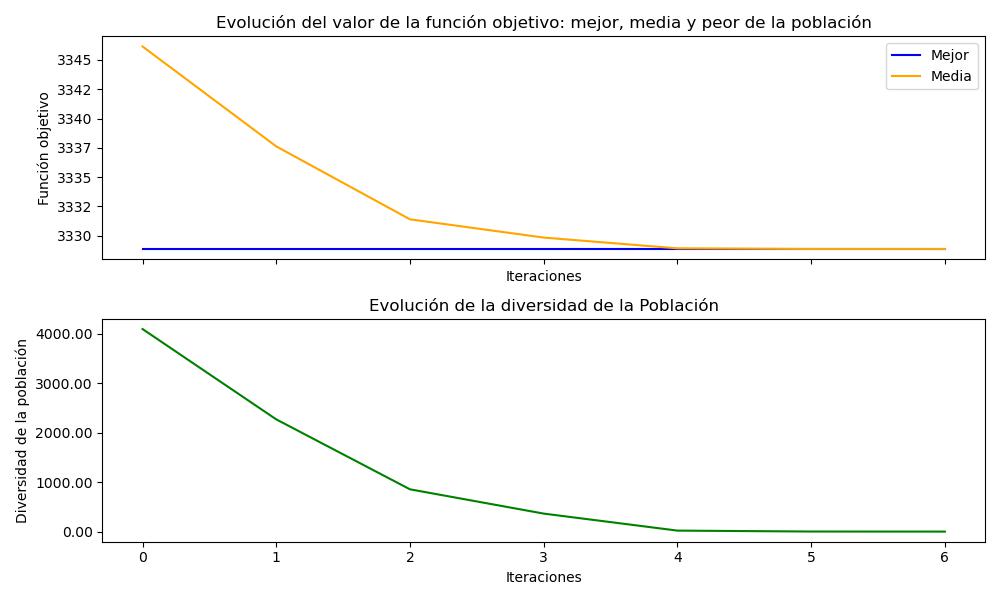 Evolución del valor de la función objetivo: mejor, media y peor de la población
Mejor
Media
Función objetivo
3345
3342
3340
3337
3335
3332
3330
Iteraciones
Evolución de la diversidad de la Población
Diversidad de la población
4000.00
3000.00
2000.00
1000.00
0.00
0 1 2 3 4 5 6
Iteraciones